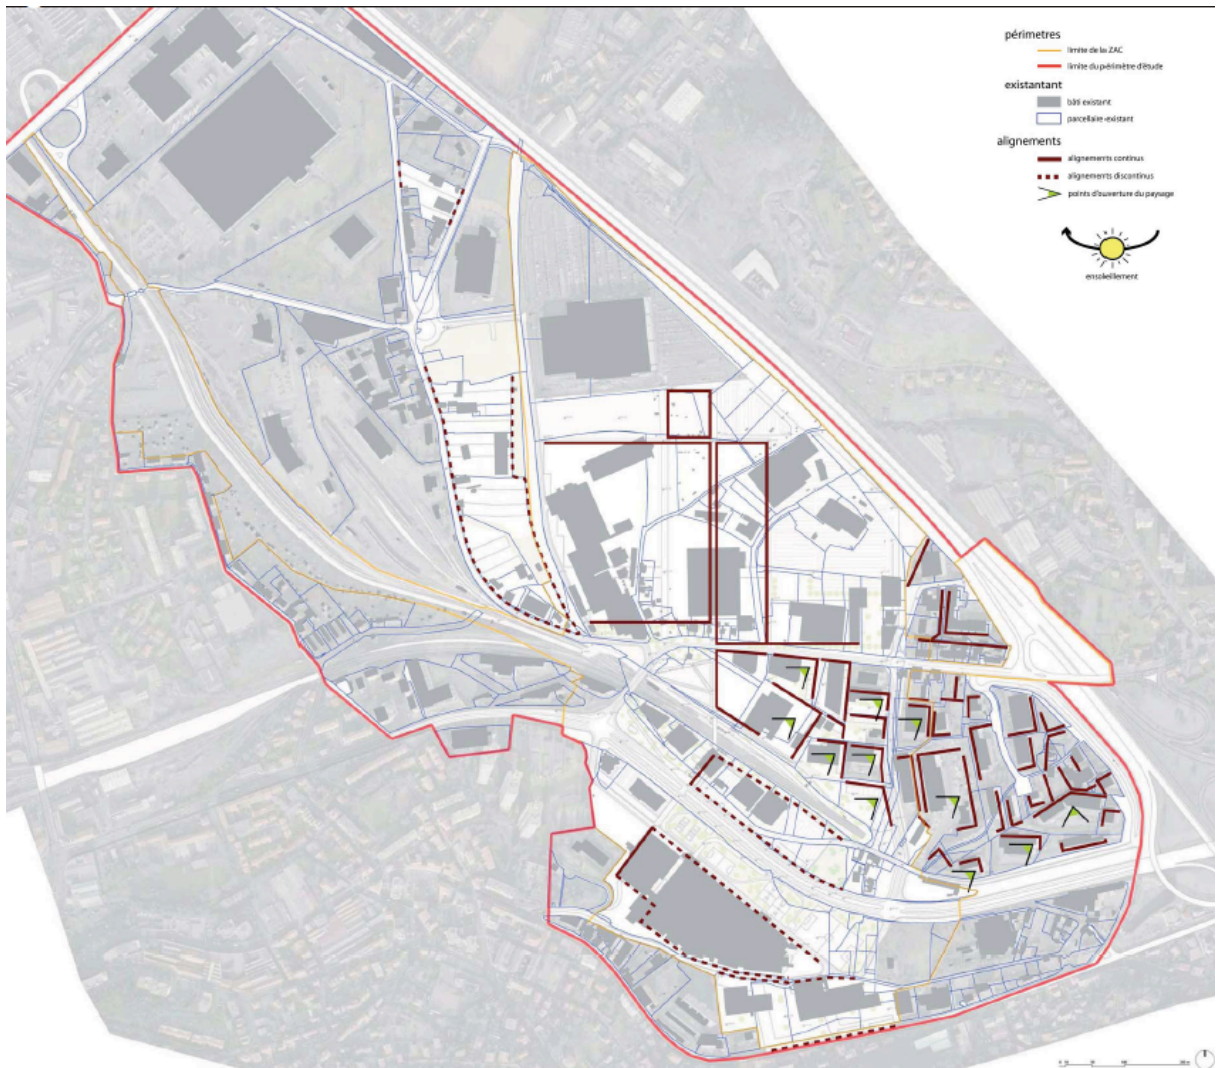 périmetres
limite de la ZAC
limite du périmètre d'étude
existantant
bâti existant
parcellaire existant
alignements
alignements continus
alignements discontinus
points d'ouverture du paysage
ensoleillement